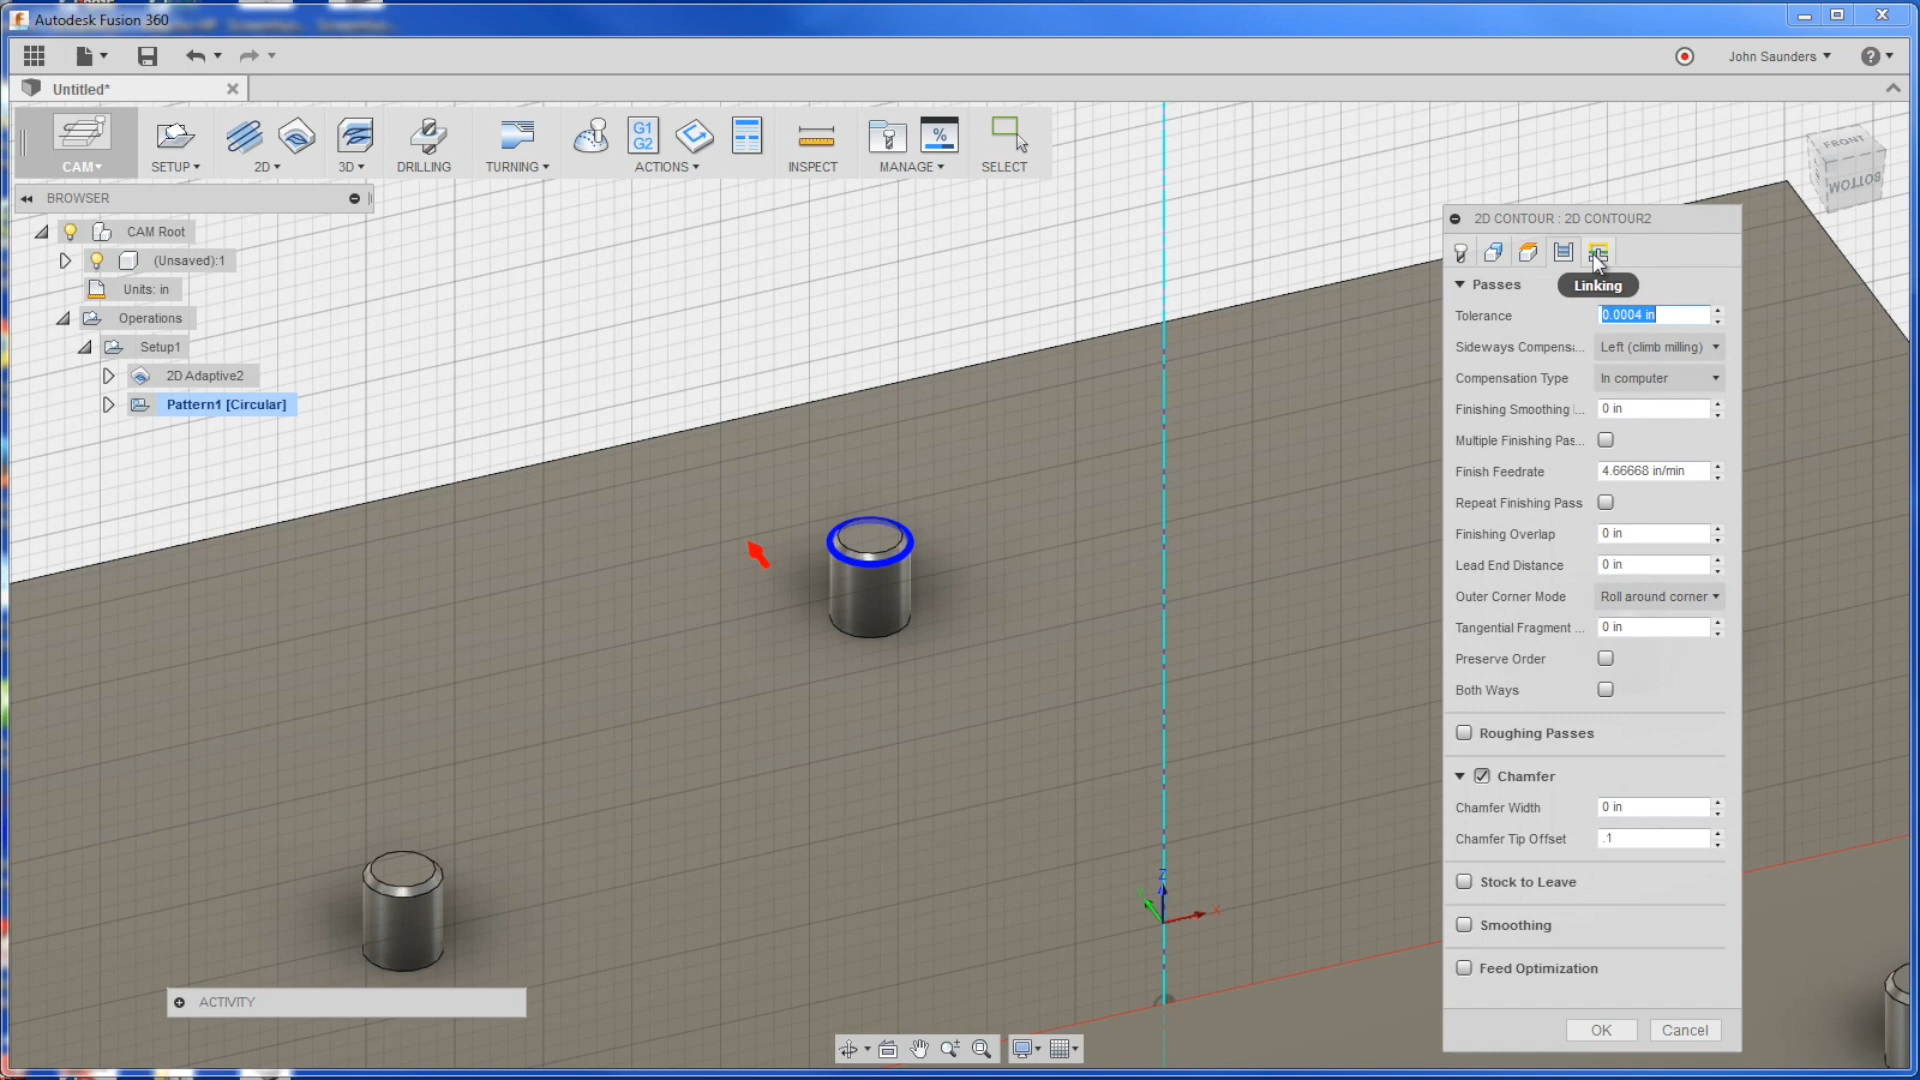 Autodesk Fusion 360
John Saunders
Untitled*
CAM
SETUP
2D
3D
DRILLING
TURNING
G1
G2
ACTIONS
INSPECT
%
MANAGE
SELECT
BROWSER
CAM Root
(Unsaved):1
Units: in
Operations
Setup1
2D Adaptive2
Pattern1 [Circular]
FRONT
BOTTOM
2D CONTOUR : 2D CONTOUR2
Linking
Passes
Tolerance 0.0004 in
Sideways Compensa... Left (climb milling)
Compensation Type In computer
Finishing Smoothing ... 0 in
Multiple Finishing Pas...
Finish Feedrate 4.66668 in/min
Repeat Finishing Pass
Finishing Overlap 0 in
Lead End Distance 0 in
Outer Corner Mode Roll around corner
Tangential Fragment ... 0 in
Preserve Order
Both Ways
Roughing Passes
Chamfer
Chamfer Width 0 in
Chamfer Tip Offset .1
Stock to Leave
Smoothing
Feed Optimization
OK Cancel
Z
X
ACTIVITY